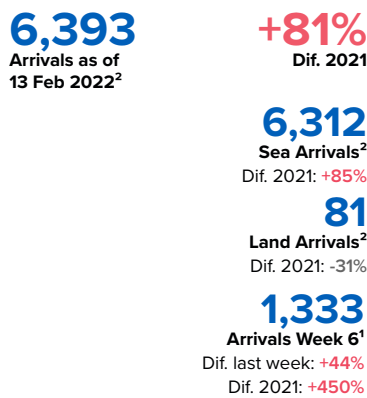 6,393
Arrivals as of
13 Feb 2022²
+81%
Dif. 2021
6,312
Sea Arrivals²
Dif. 2021: +85%
81
Land Arrivals²
Dif. 2021: -31%
1,333
Arrivals Week 6¹
Dif. last week: +44%
Dif. 2021: +450%